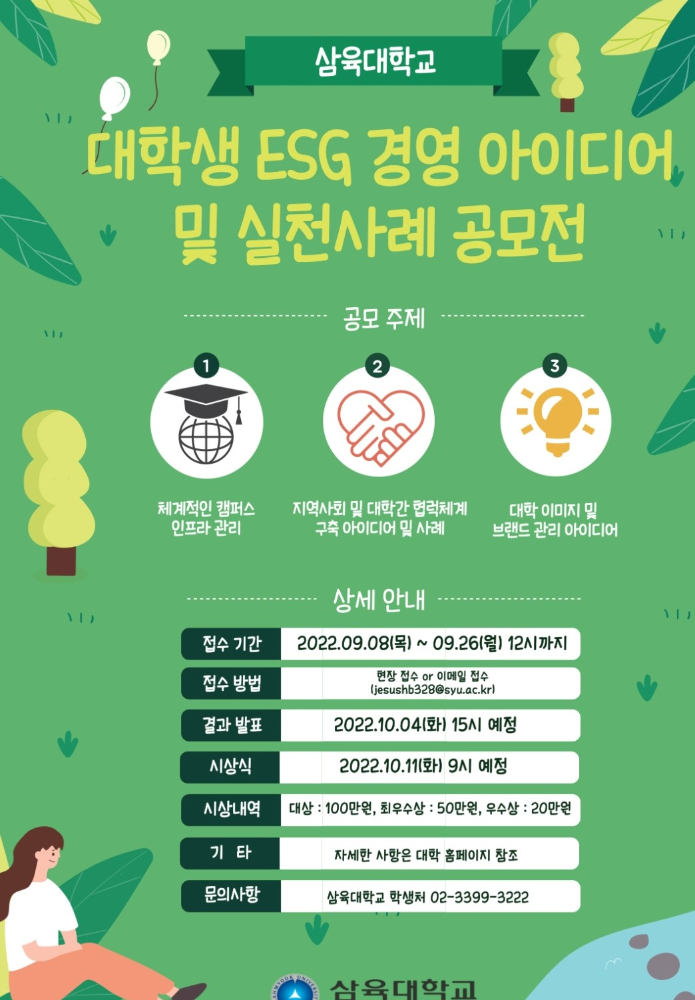 삼육대학교
대학생 ESG 경영 아이디어
및 실천사례 공모전
공모 주제
1
2
3
체계적인 캠퍼스
인프라 관리
지역사회 및 대학간 협력체계
구축 아이디어 및 사례
대학 이미지 및
브랜드 관리 아이디어
상세 안내
접수 기간 2022.09.08(목) ~ 09.26(월) 12시까지
접수 방법
현장 접수 or 이메일 접수
(jesushb328@syu.ac.kr)
결과 발표 2022.10.04(화) 15시 예정
시상식 2022.10.11(화) 9시 예정
시상내역 대상 : 100만원, 최우수상 : 50만원, 우수상 : 20만원
기 타 자세한 사항은 대학 홈페이지 참조
문의사항 삼육대학교 학생처 02-3399-3222
삼육대학교